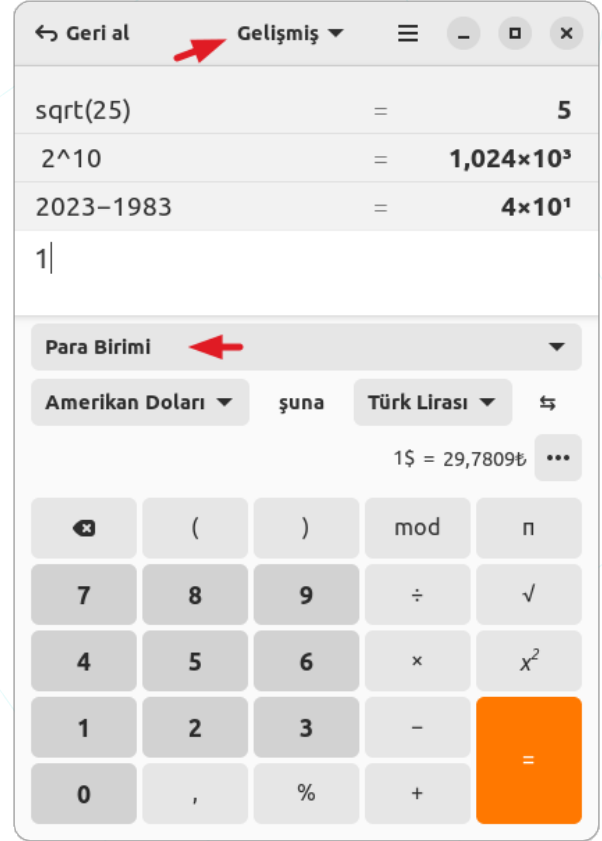 Geri al Gelişmiş
sqrt(25) = 5
2^10 = 1,024×10³
2023−1983 = 4×10¹
1
Para Birimi
Amerikan Doları şuna Türk Lirası
1$ = 29,7809₺ •••
( ) mod π
7 8 9 ÷ √
4 5 6 × x²
1 2 3 −
=
0 , % +